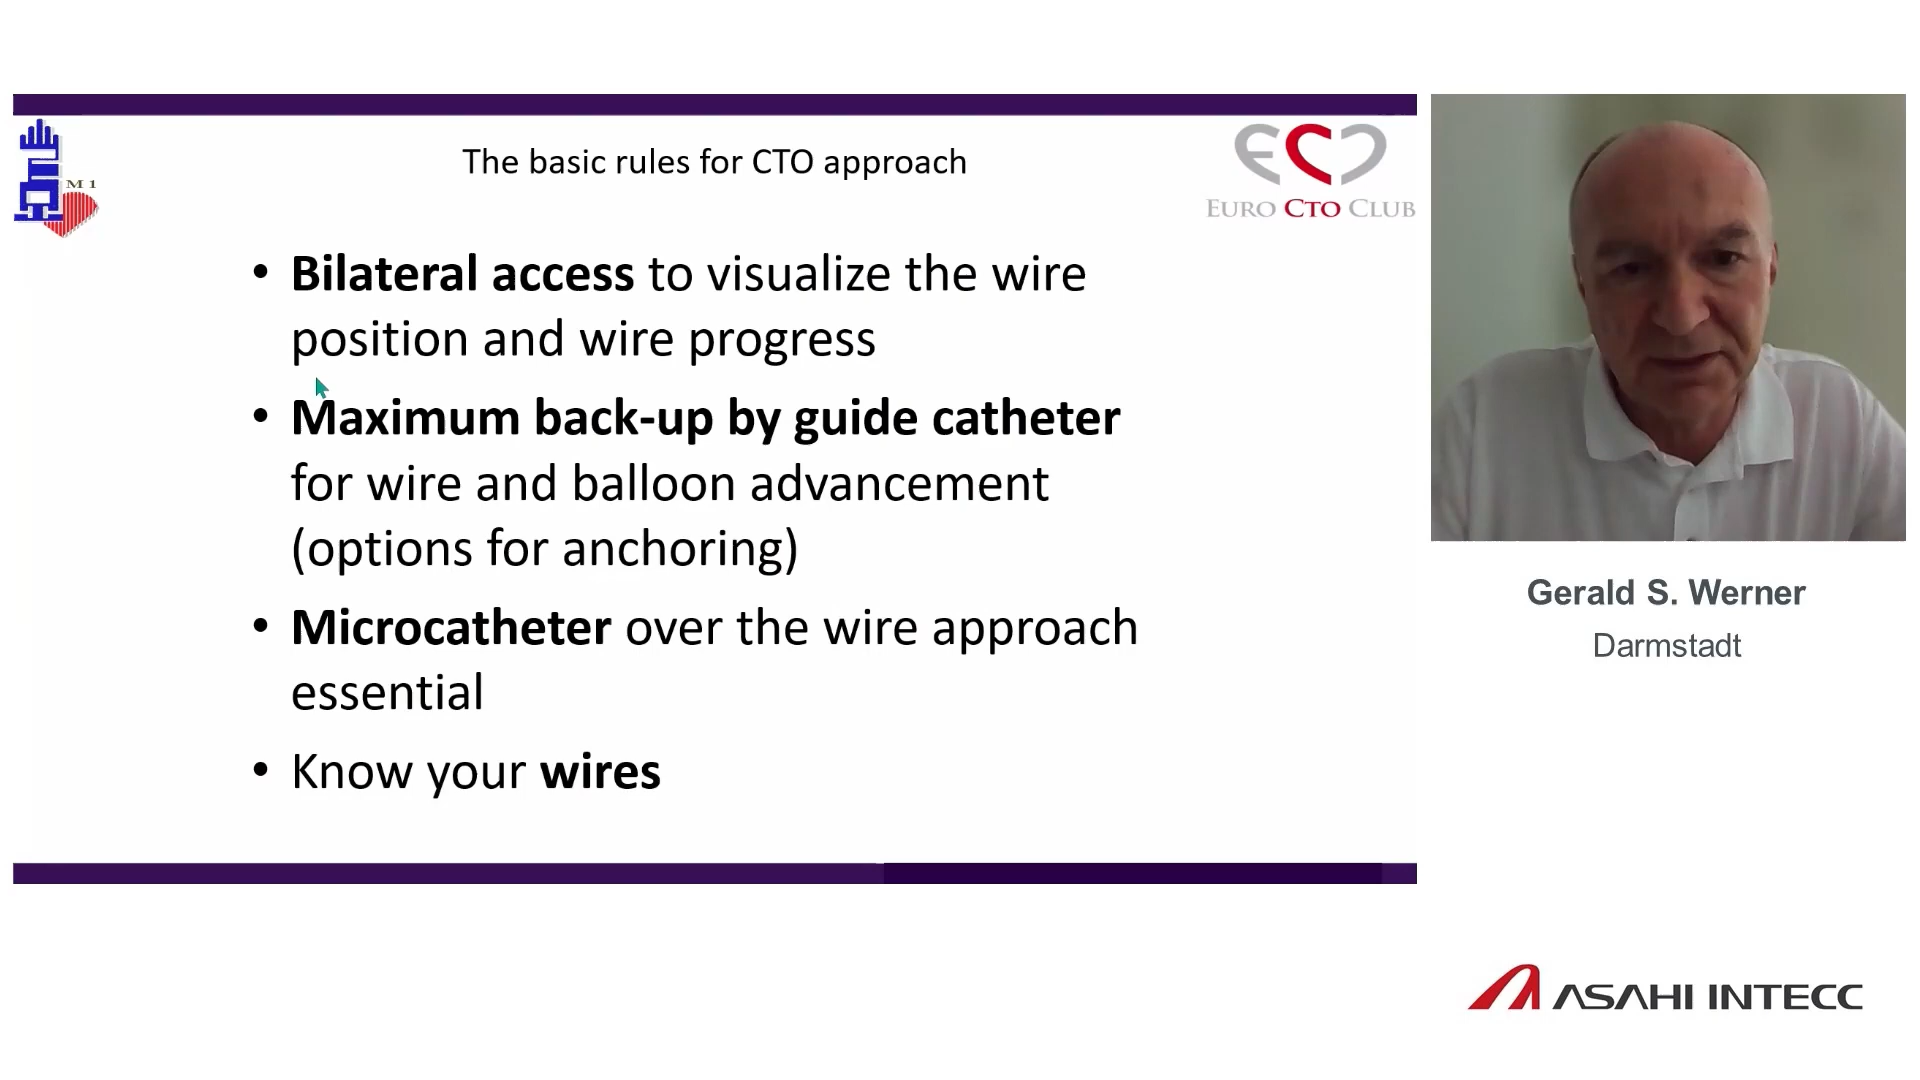 The basic rules for CTO approach
M 1
EURO CTO CLUB
• Bilateral access to visualize the wire
position and wire progress
• Maximum back-up by guide catheter
for wire and balloon advancement
(options for anchoring)
• Microcatheter over the wire approach
essential
• Know your wires
Gerald S. Werner
Darmstadt
ASAHI INTECC